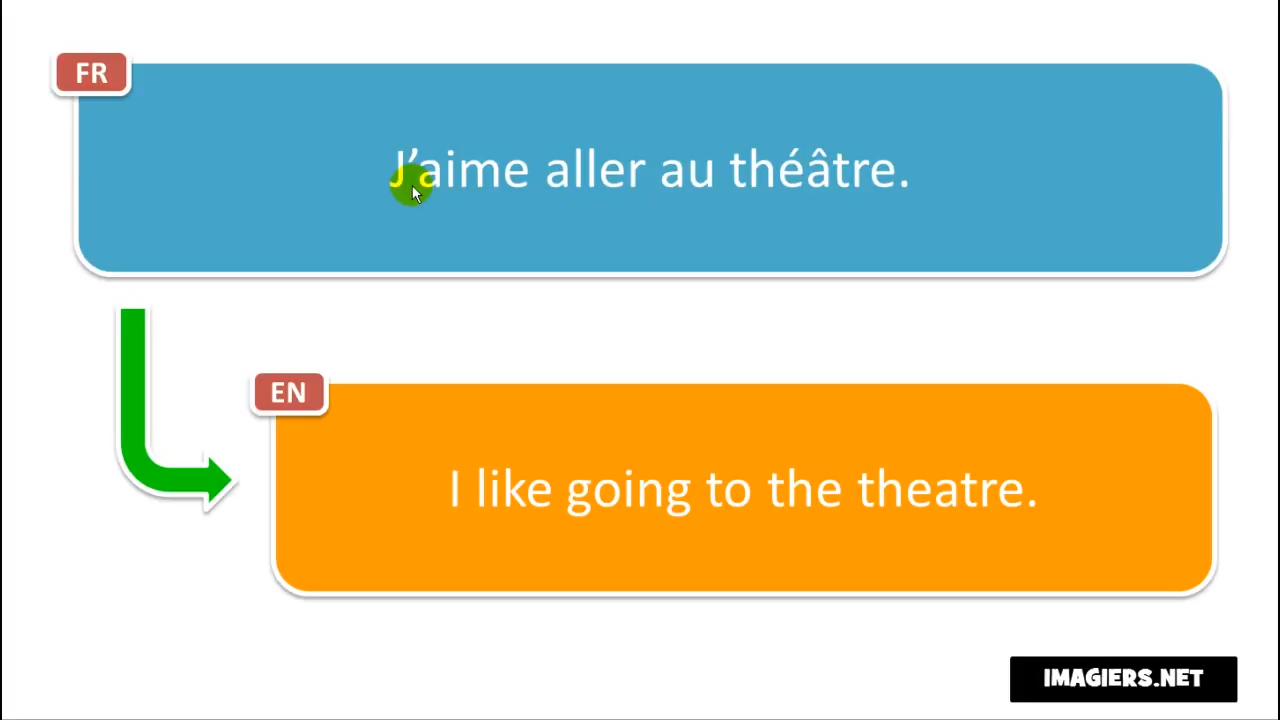 FR
J’aime aller au théâtre.
EN
I like going to the theatre.
IMAGIERS.NET